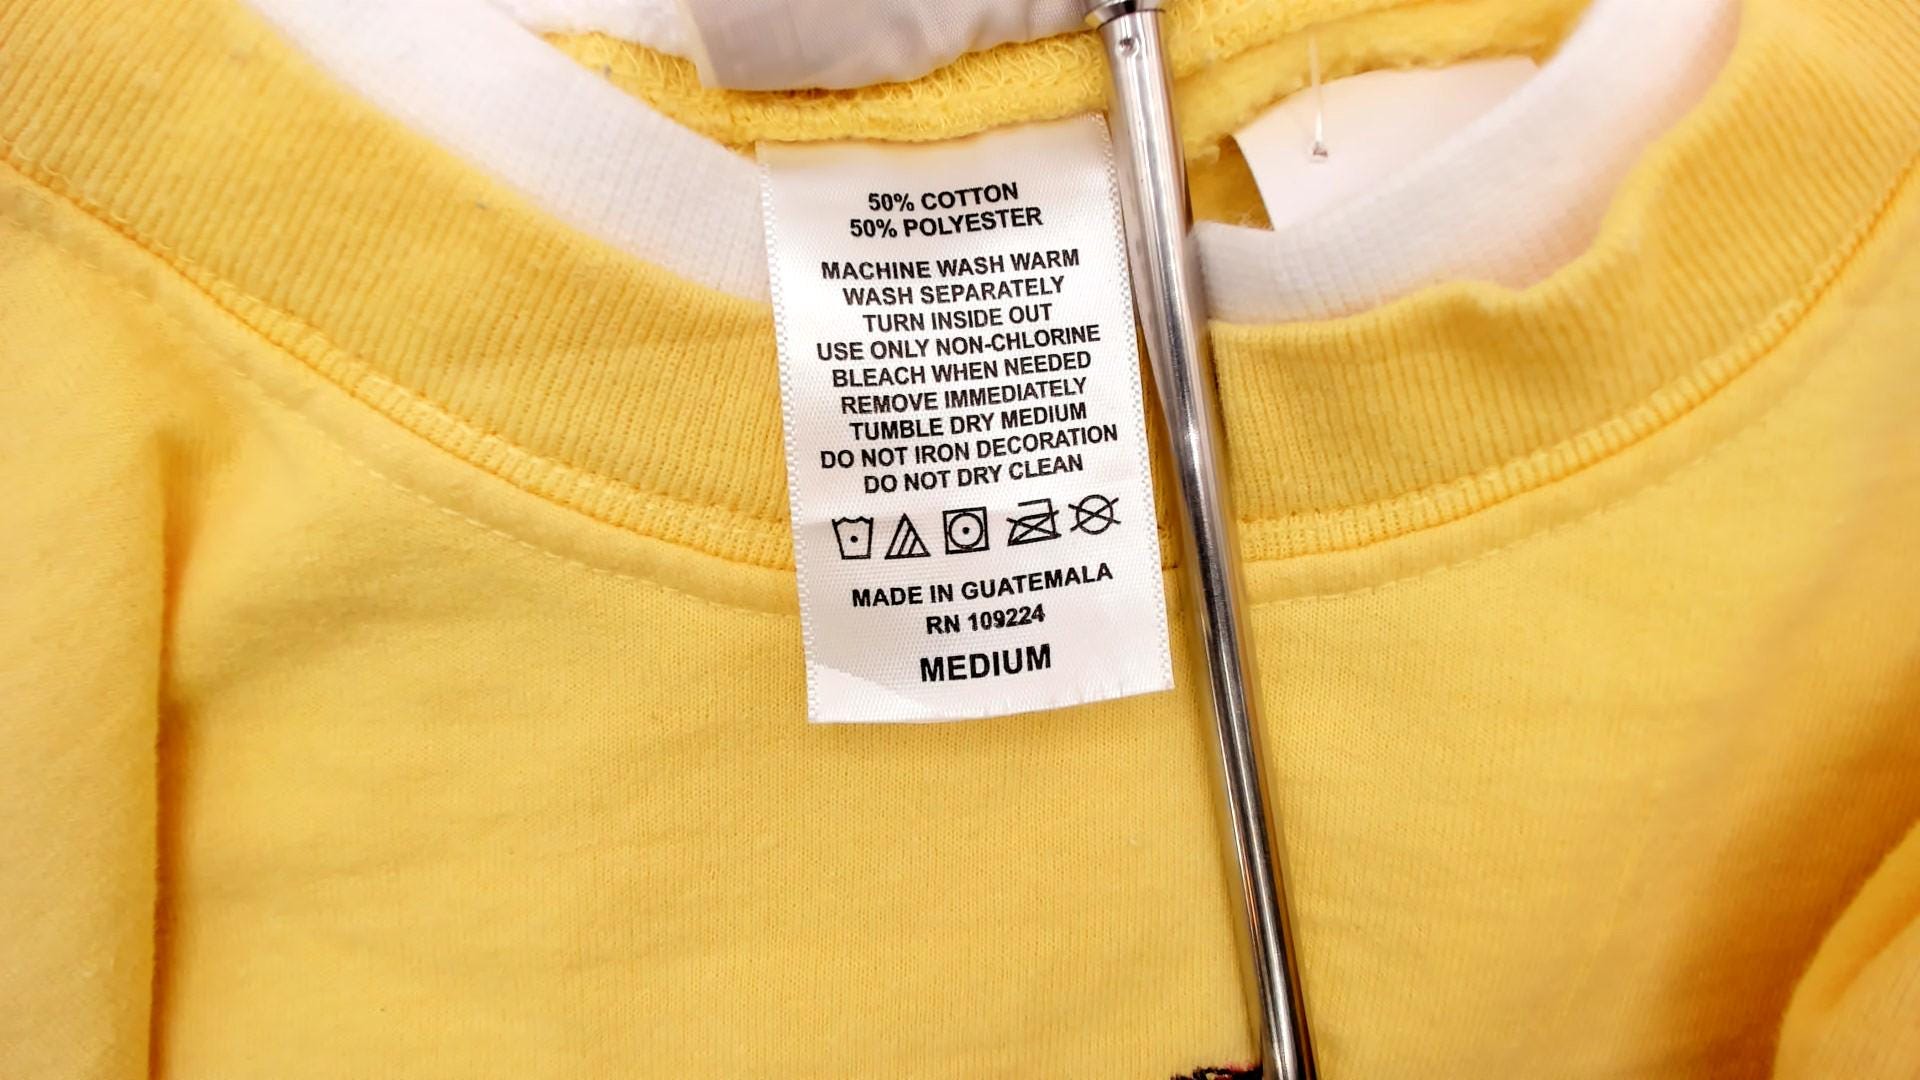 50% COTTON
50% POLYESTER
MACHINE WASH WARM
WASH SEPARATELY
TURN INSIDE OUT
USE ONLY NON-CHLORINE
BLEACH WHEN NEEDED
REMOVE IMMEDIATELY
TUMBLE DRY MEDIUM
DO NOT IRON DECORATION
DO NOT DRY CLEAN
MADE IN GUATEMALA
RN 109224
MEDIUM